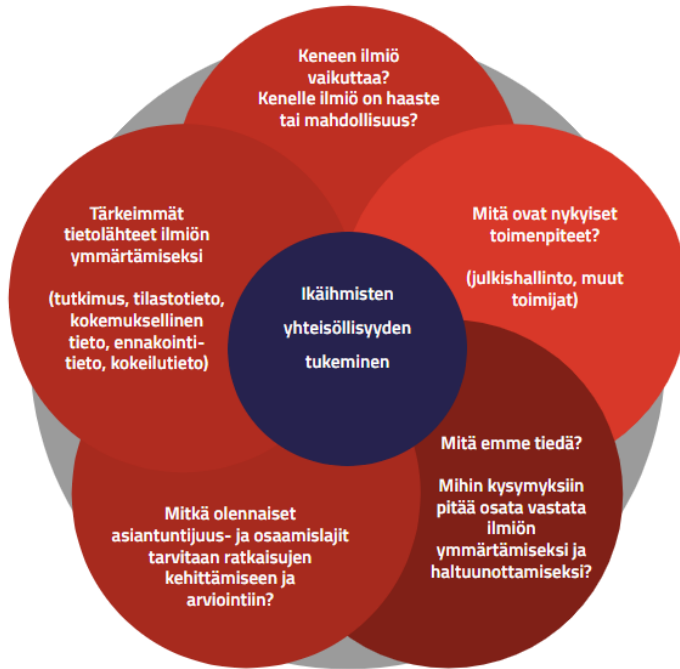 Keneen ilmiö
vaikuttaa?
Kenelle ilmiö on haaste
tai mahdollisuus?
Mitä ovat nykyiset
toimenpiteet?
(julkishallinto, muut
toimijat)
Mitä emme tiedä?
Mihin kysymyksiin
pitää osata vastata
ilmiön
ymmärtämiseksi ja
haltuunottamiseksi?
Mitkä olennaiset
asiantuntijuus- ja osaamislajit
tarvitaan ratkaisujen
kehittämiseen ja
arviointiin?
Tärkeimmät
tietolähteet ilmiön
ymmärtämiseksi
(tutkimus, tilastotieto,
kokemuksellinen
tieto, ennakointi-
tieto, kokeilutieto)
Ikäihmisten
yhteisöllisyyden
tukeminen